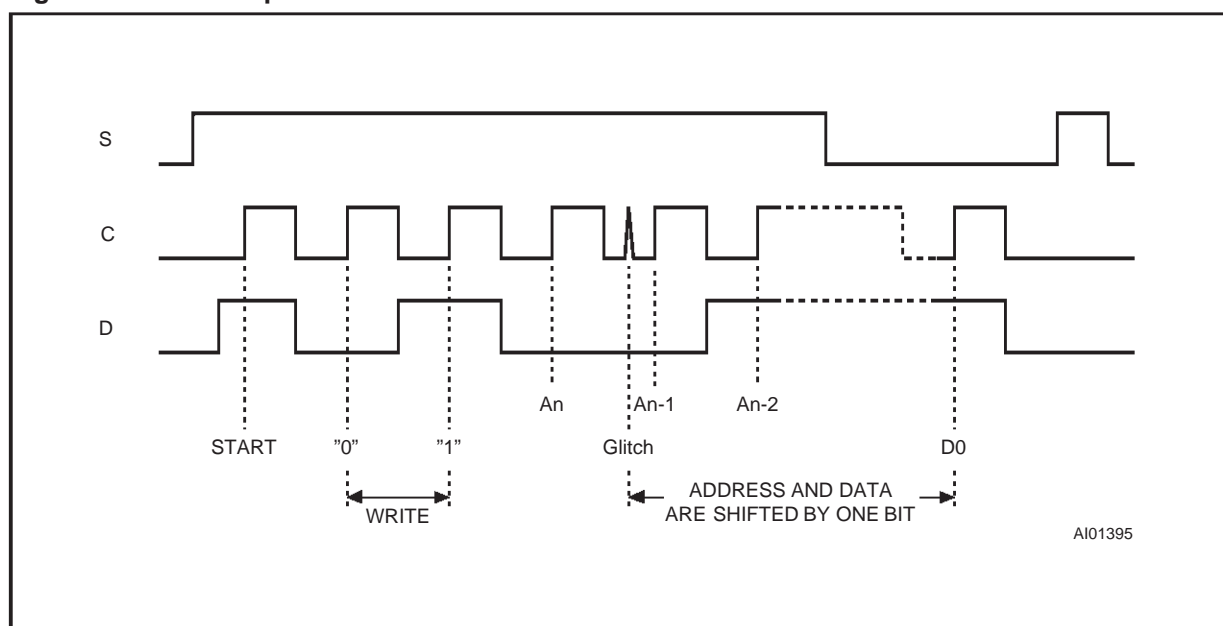 S
C
D
An
An-1
An-2
START
”0”
”1”
Glitch
D0
WRITE
ADDRESS AND DATA
ARE SHIFTED BY ONE BIT
AI01395